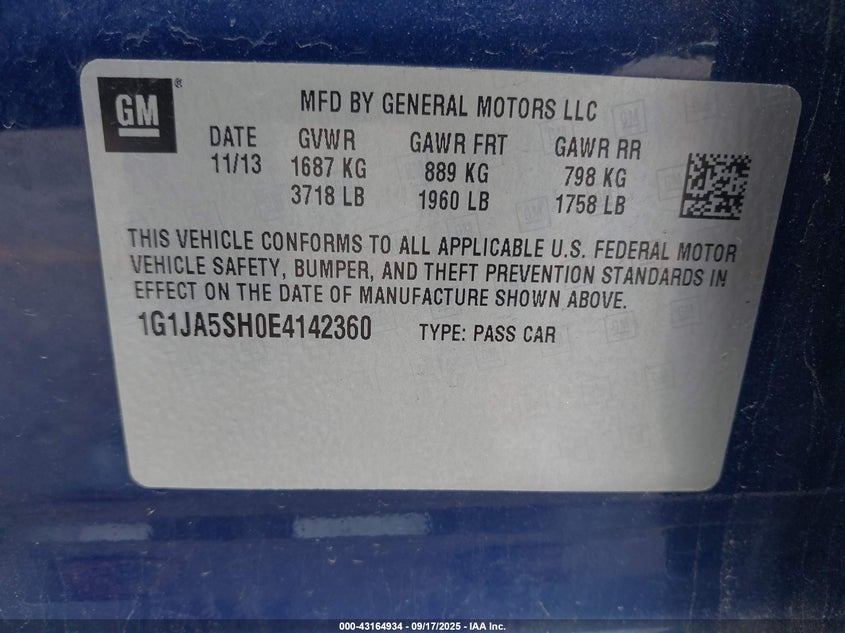 GM®
MFD BY GENERAL MOTORS LLC
DATE GVWR GAWR FRT GAWR RR
11/13 1687 KG 889 KG 798 KG
3718 LB 1960 LB 1758 LB
THIS VEHICLE CONFORMS TO ALL APPLICABLE U.S. FEDERAL MOTOR
VEHICLE SAFETY, BUMPER, AND THEFT PREVENTION STANDARDS IN
EFFECT ON THE DATE OF MANUFACTURE SHOWN ABOVE.
1G1JA5SH0E4142360 TYPE: PASS CAR
000-43164934 - 09/17/2025 - IAA Inc.